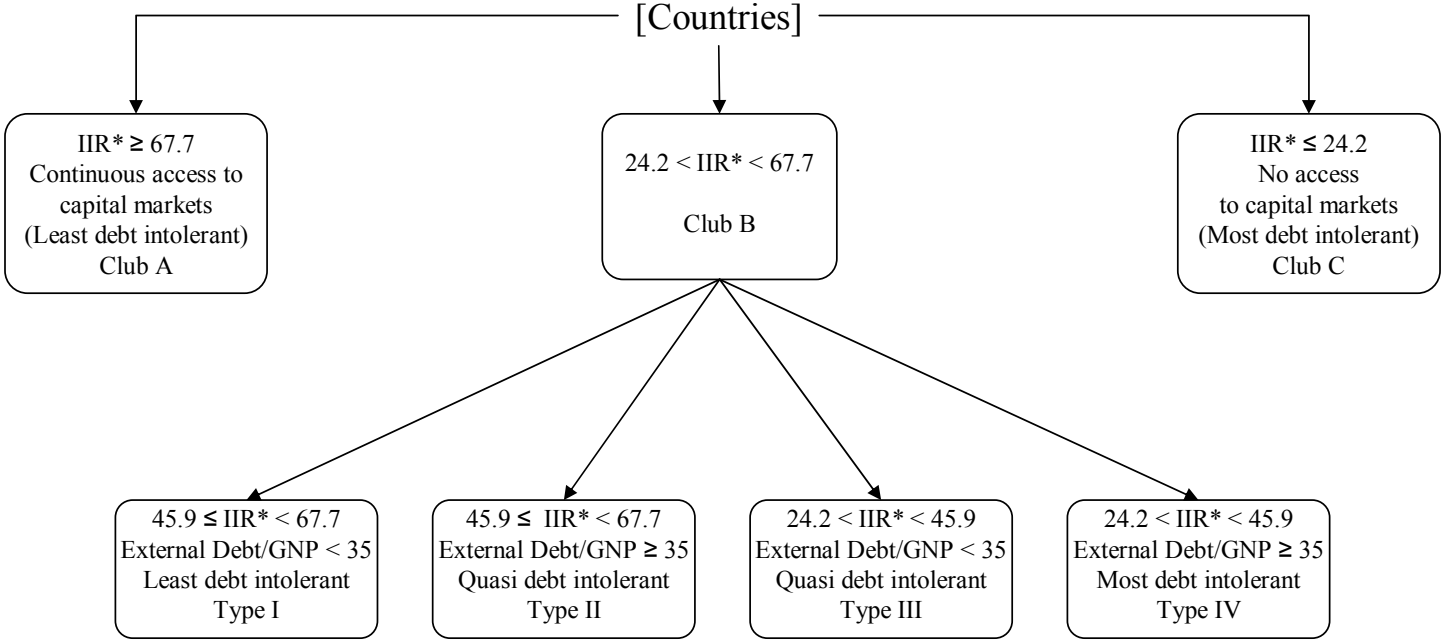 [Countries]
IIR* ≥ 67.7
Continuous access to
capital markets
(Least debt intolerant)
Club A
24.2 < IIR* < 67.7
Club B
IIR* ≤ 24.2
No access
to capital markets
(Most debt intolerant)
Club C
45.9 ≤ IIR* < 67.7
External Debt/GNP < 35
Least debt intolerant
Type I
45.9 ≤ IIR* < 67.7
External Debt/GNP ≥ 35
Quasi debt intolerant
Type II
24.2 < IIR* < 45.9
External Debt/GNP < 35
Quasi debt intolerant
Type III
24.2 < IIR* < 45.9
External Debt/GNP ≥ 35
Most debt intolerant
Type IV